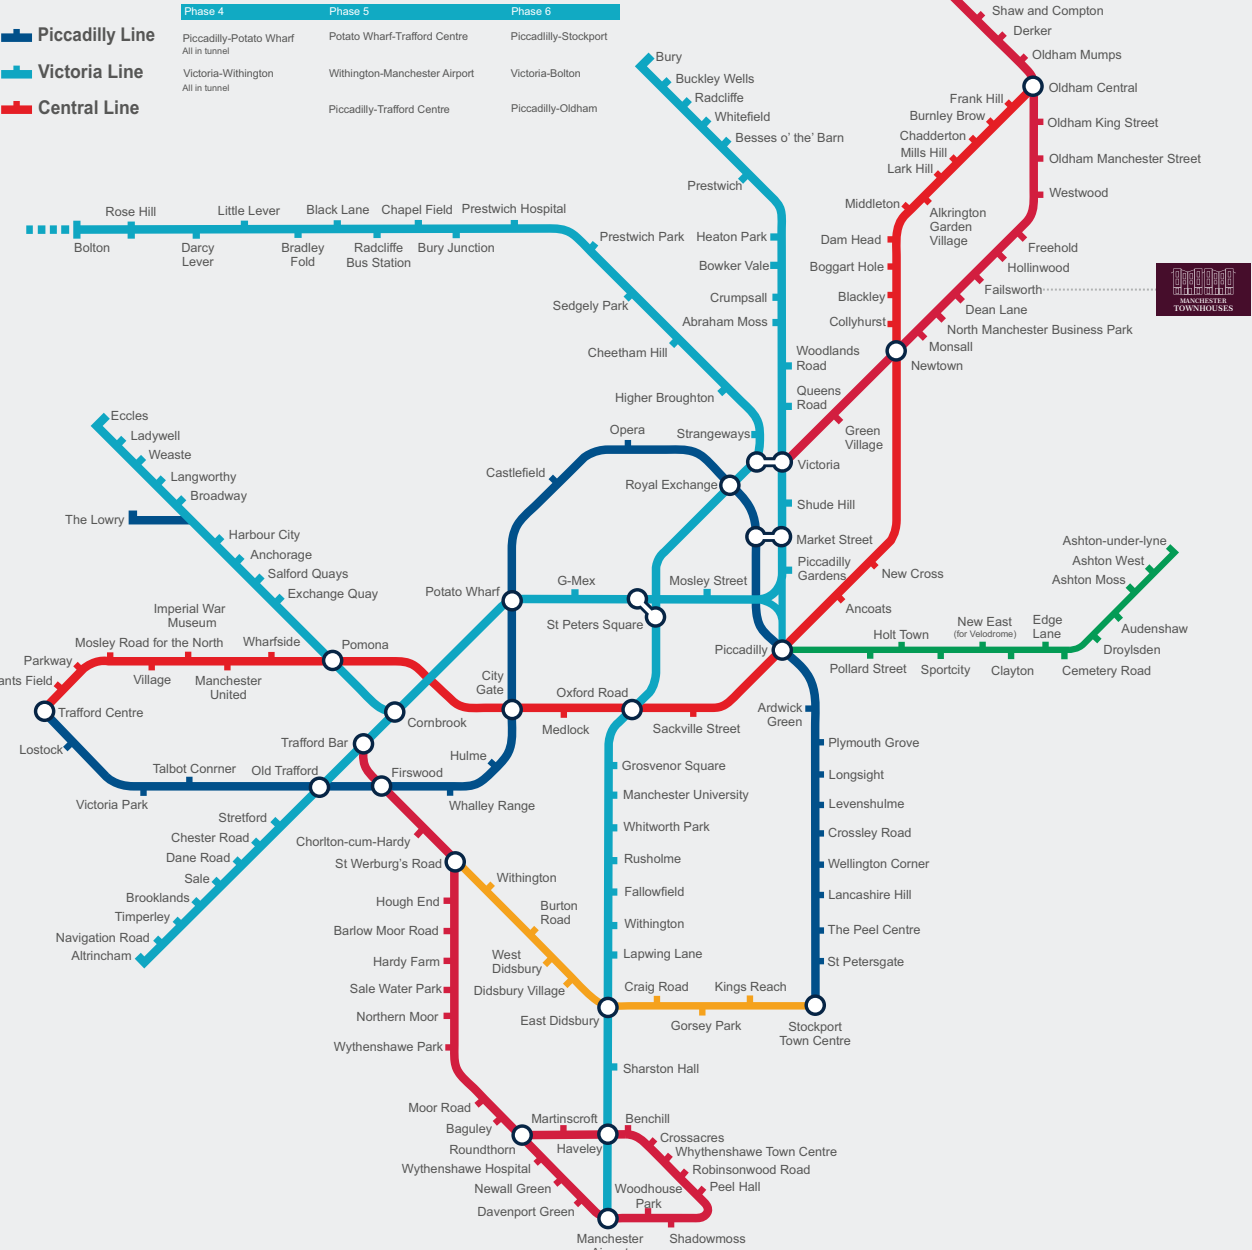 Phase 4
Phase 5
Phase 6
Piccadilly Line
Piccadilly-Potato Wharf
All in tunnel
Potato Wharf-Trafford Centre
Piccadlilly-Stockport
Victoria Line
Victoria-Withington
All in tunnel
Withington-Manchester Airport
Victoria-Bolton
Central Line
Piccadilly-Trafford Centre
Piccadilly-Oldham
Shaw and Compton
Derker
Oldham Mumps
Oldham Central
Oldham King Street
Oldham Manchester Street
Westwood
Freehold
Hollinwood
Failsworth
Dean Lane
North Manchester Business Park
Monsall
Newtown
MANCHESTER
TOWNHOUSES
Frank Hill
Burnley Brow
Chadderton
Mills Hill
Lark Hill
Middleton
Alkrington
Garden
Village
Dam Head
Boggart Hole
Blackley
Collyhurst
Green
Village
Bury
Buckley Wells
Radcliffe
Whitefield
Besses o' the' Barn
Prestwich
Heaton Park
Bowker Vale
Crumpsall
Abraham Moss
Woodlands
Road
Queens
Road
Victoria
Shude Hill
Market Street
Piccadilly
Gardens
Rose Hill
Little Lever
Black Lane
Chapel Field
Prestwich Hospital
Bolton
Darcy
Lever
Bradley
Fold
Radcliffe
Bus Station
Bury Junction
Prestwich Park
Sedgely Park
Cheetham Hill
Higher Broughton
Strangeways
Royal Exchange
Opera
Castlefield
Potato Wharf
G-Mex
Mosley Street
St Peters Square
Piccadilly
New Cross
Ancoats
Ashton-under-lyne
Ashton West
Ashton Moss
Audenshaw
Droylsden
Cemetery Road
Edge
Lane
New East
(for Velodrome)
Holt Town
Pollard Street
Sportcity
Clayton
Eccles
Ladywell
Weaste
Langworthy
Broadway
The Lowry
Harbour City
Anchorage
Salford Quays
Exchange Quay
Imperial War
Museum
Mosley Road for the North
Wharfside
Pomona
Parkway
ants Field
Village
Manchester
United
Trafford Centre
Lostock
Cornbrook
City
Gate
Oxford Road
Medlock
Sackville Street
Trafford Bar
Talbot Conrner
Old Trafford
Firswood
Hulme
Victoria Park
Whalley Range
Stretford
Chester Road
Dane Road
Sale
Brooklands
Timperley
Navigation Road
Altrincham
Chorlton-cum-Hardy
St Werburg's Road
Hough End
Barlow Moor Road
Hardy Farm
Sale Water Park
Northern Moor
Wythenshawe Park
Moor Road
Baguley
Roundthorn
Wythenshawe Hospital
Newall Green
Davenport Green
Withington
Burton
Road
West
Didsbury
Didsbury Village
East Didsbury
Craig Road
Kings Reach
Gorsey Park
Stockport
Town Centre
Grosvenor Square
Manchester University
Whitworth Park
Rusholme
Fallowfield
Withington
Lapwing Lane
Sharston Hall
Ardwick
Green
Plymouth Grove
Longsight
Levenshulme
Crossley Road
Wellington Corner
Lancashire Hill
The Peel Centre
St Petersgate
Martinscroft
Haveley
Benchill
Crossacres
Whythenshawe Town Centre
Robinsonwood Road
Peel Hall
Woodhouse
Park
Shadowmoss
Manchester